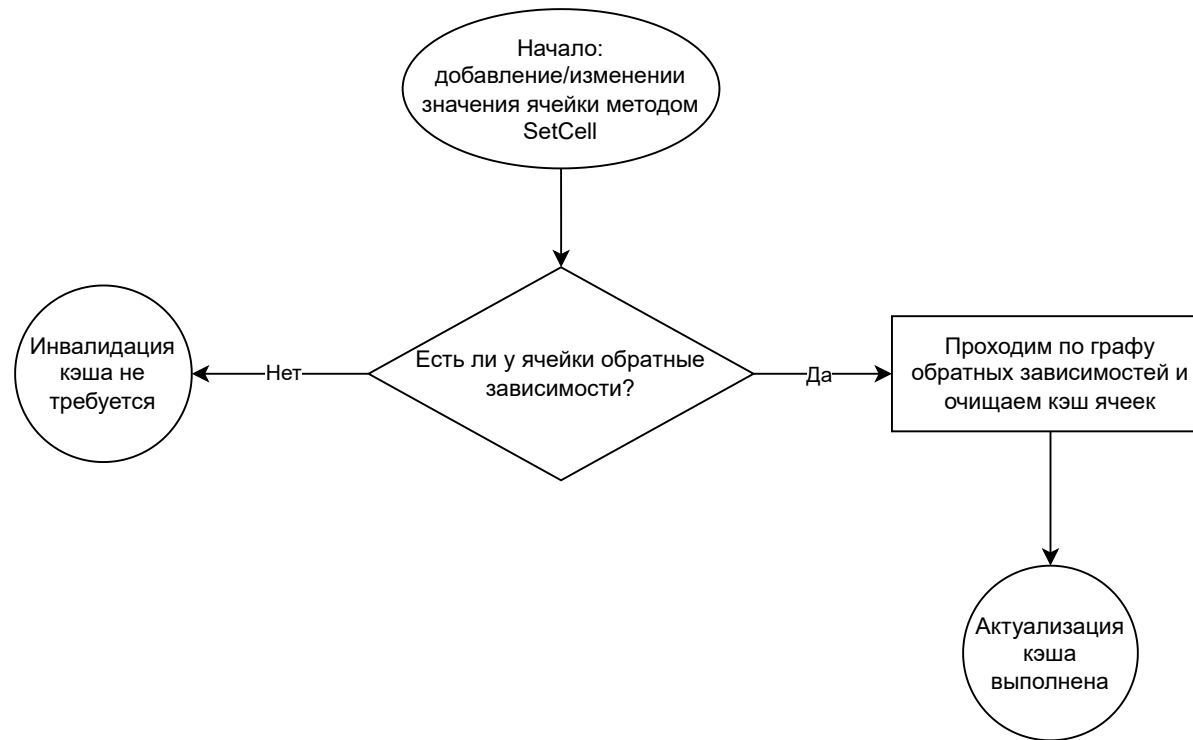 Начало:
добавление/изменении
значения ячейки методом
SetCell
Есть ли у ячейки обратные
зависимости?
Нет
Инвалидация
кэша не
требуется
Да
Проходим по графу
обратных зависимостей и
очищаем кэш ячеек
Актуализация
кэша
выполнена